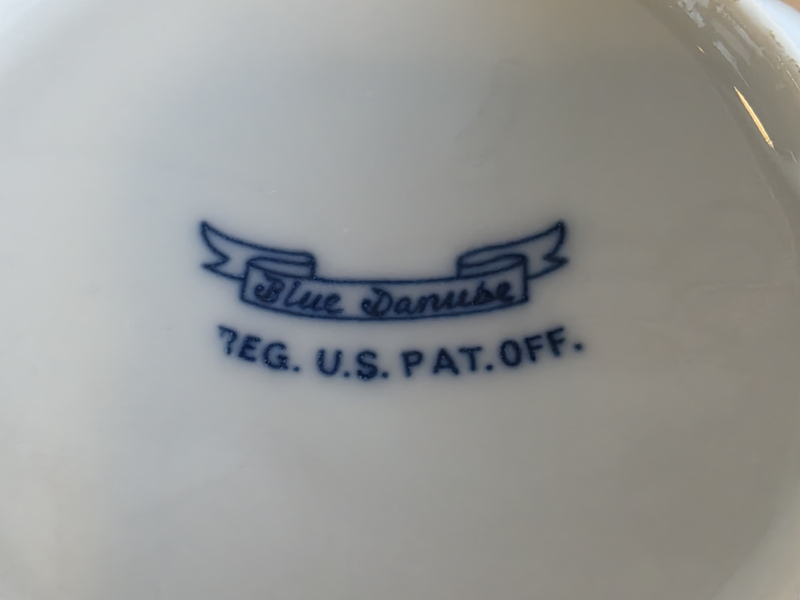 Blue Danube
REG. U.S. PAT. OFF.